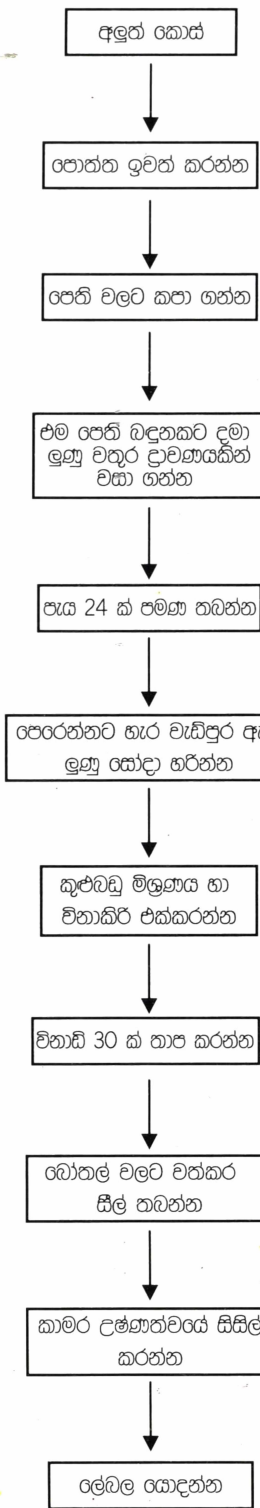 අලුත් කොස්
පොත්ත ඉවත් කරන්න
පෙති වලට කපා ගන්න
එම පෙති බඳුනකට දමා
ලුණු වතුර ද්‍රාවණයකින්
වසා ගන්න
පැය 24 ක් පමණ තබන්න
පෙරෙන්නට හැර වැඩිපුර
ලුණු සෝදා හරින්න
කුළුබඩු මිශ්‍රණය හා
විනාකිරි එක්කරන්න
විනාඩි 30 ක් තාප කරන්න
බෝතල් වලට වත්කර
සීල් තබන්න
කාමර උෂ්ණත්වයේ සිසිල්
කරන්න
ලේබල යොදන්න